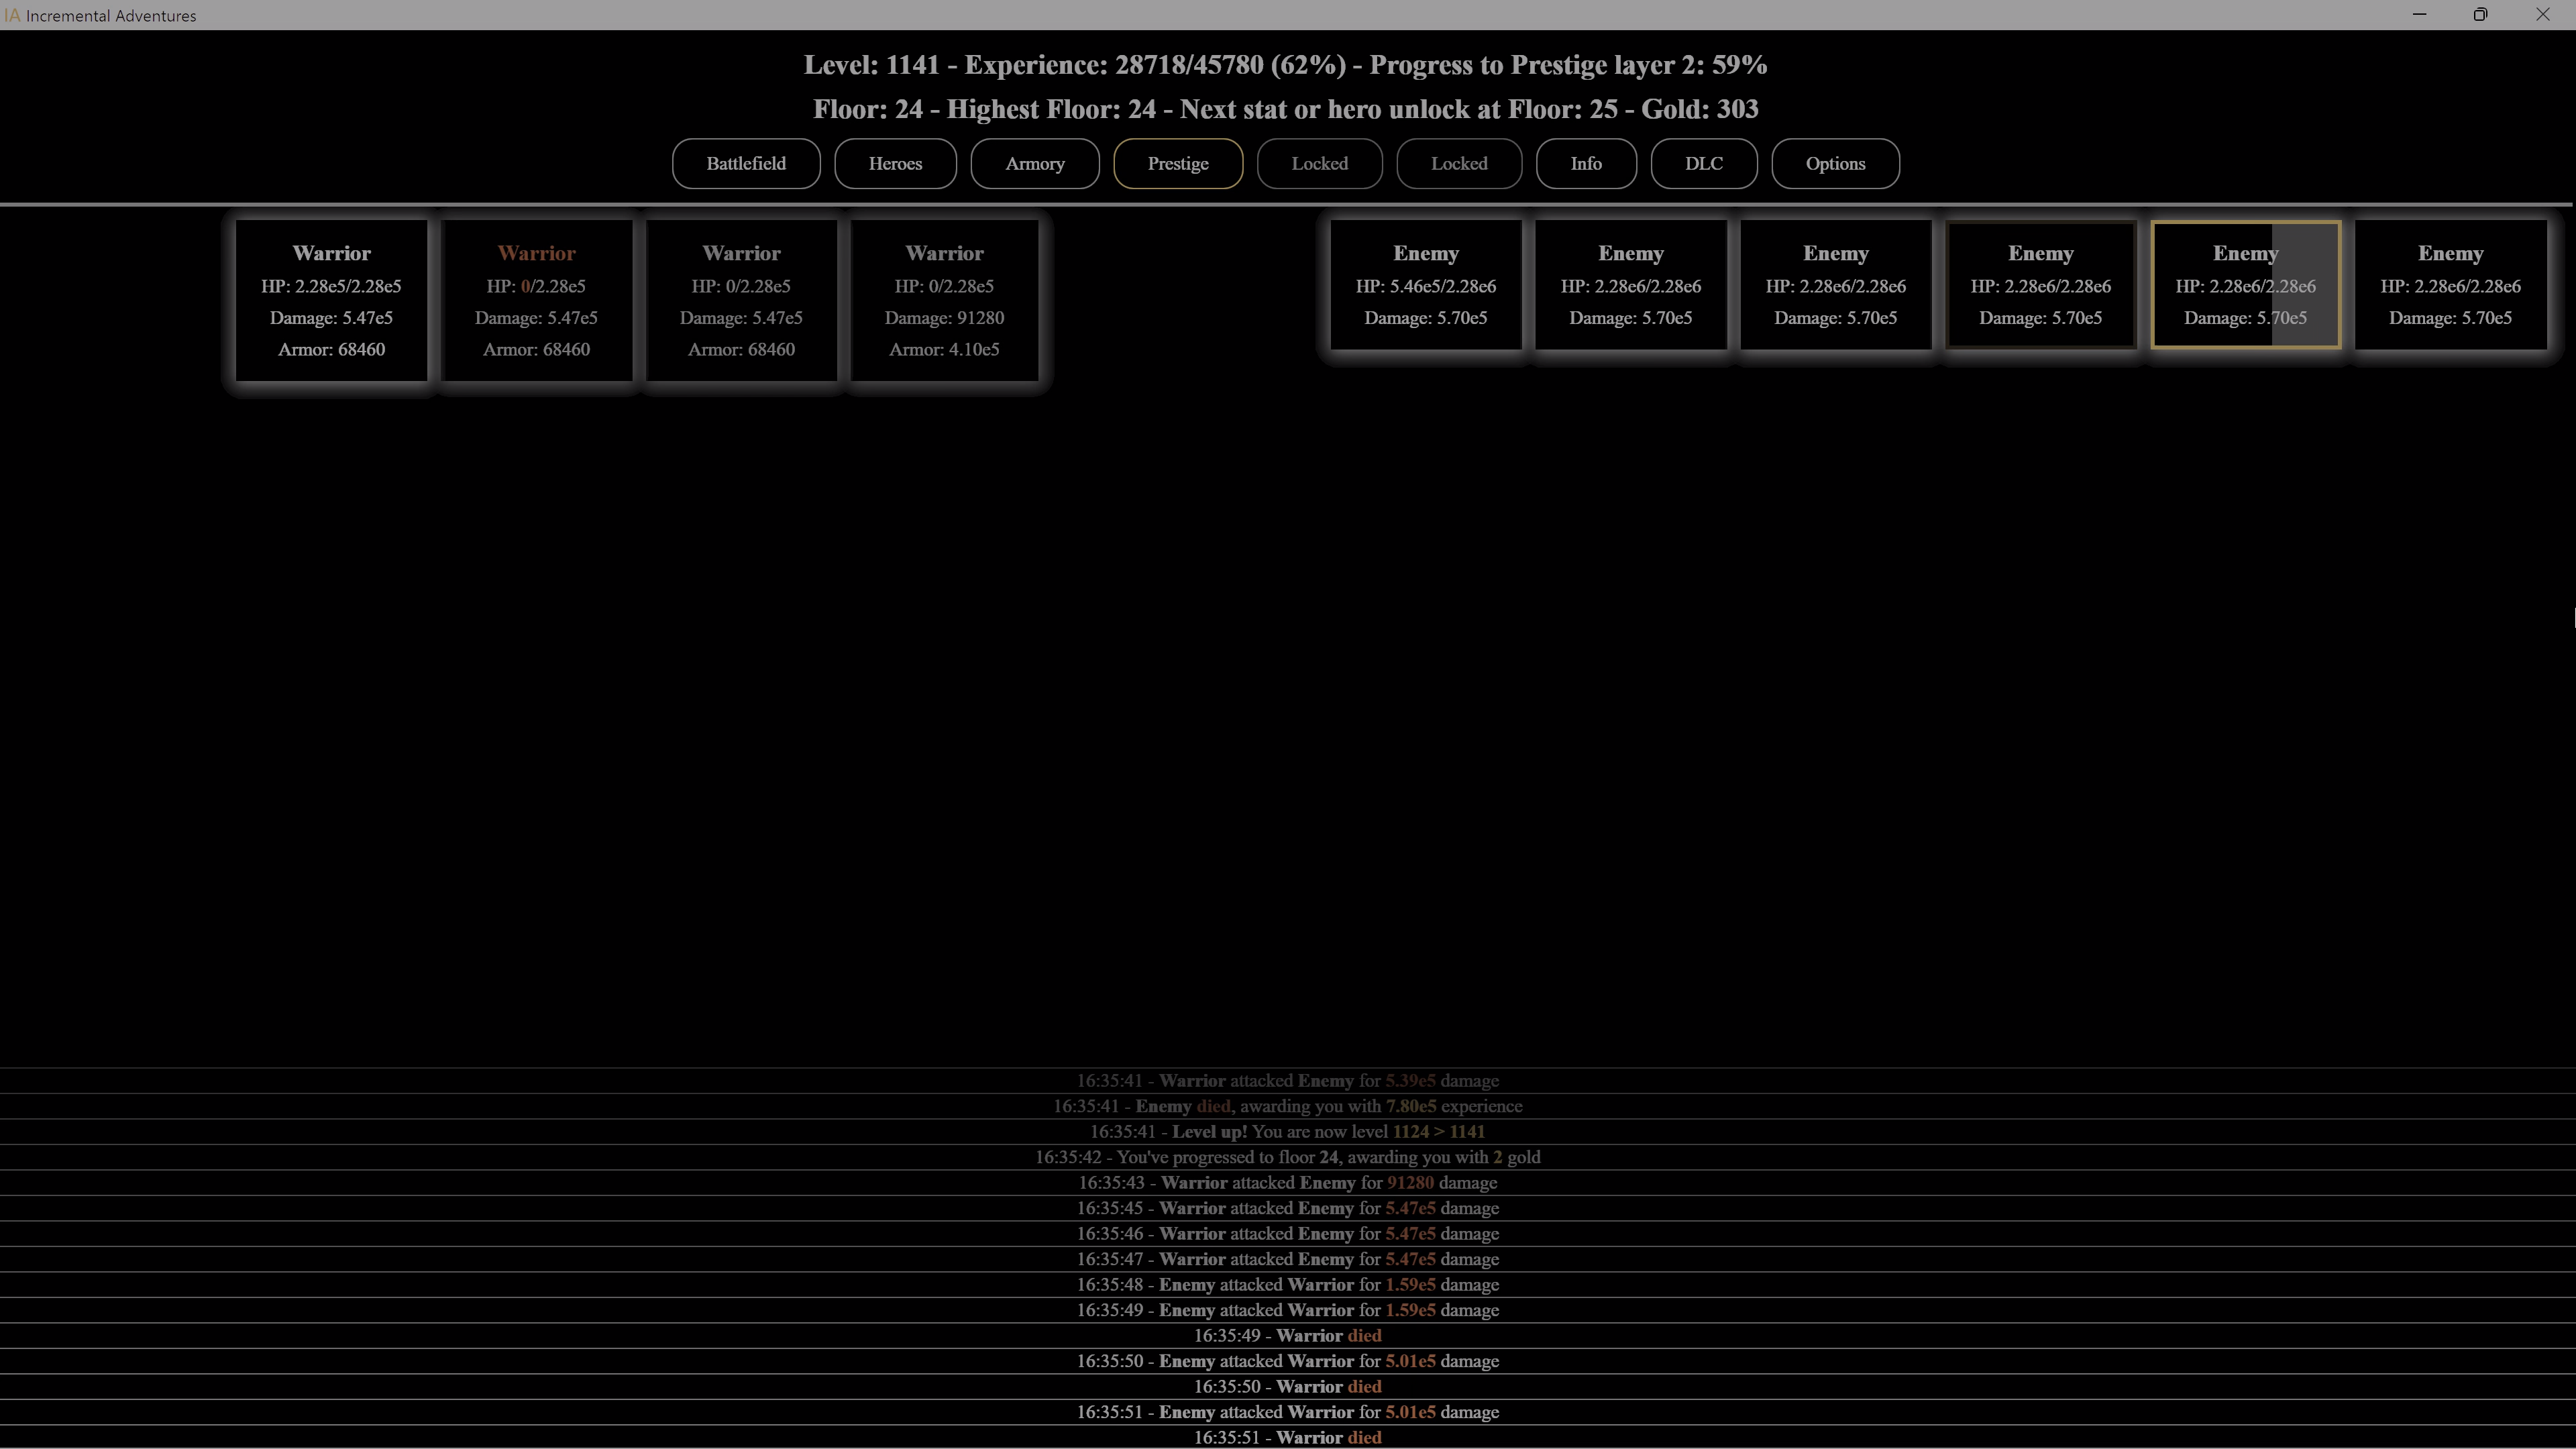 IA Incremental Adventures
Level: 1141 - Experience: 28718/45780 (62%) - Progress to Prestige layer 2: 59%
Floor: 24 - Highest Floor: 24 - Next stat or hero unlock at Floor: 25 - Gold: 303
Battlefield Heroes Armory Prestige Locked Locked Info DLC Options
Warrior Warrior Warrior Warrior Enemy Enemy Enemy Enemy Enemy Enemy
HP: 2.28e5/2.28e5 HP: 0/2.28e5 HP: 0/2.28e5 HP: 0/2.28e5 HP: 5.46e5/2.28e6 HP: 2.28e6/2.28e6 HP: 2.28e6/2.28e6 HP: 2.28e6/2.28e6 HP: 2.28e6/2.28e6 HP: 2.28e6/2.28e6
Damage: 5.47e5 Damage: 5.47e5 Damage: 5.47e5 Damage: 91280 Damage: 5.70e5 Damage: 5.70e5 Damage: 5.70e5 Damage: 5.70e5 Damage: 5.70e5 Damage: 5.70e5
Armor: 68460 Armor: 68460 Armor: 68460 Armor: 4.10e5
16:35:41 - Warrior attacked Enemy for 5.39e5 damage
16:35:41 - Enemy died, awarding you with 7.80e5 experience
16:35:41 - Level up! You are now level 1124 > 1141
16:35:42 - You've progressed to floor 24, awarding you with 2 gold
16:35:43 - Warrior attacked Enemy for 91280 damage
16:35:45 - Warrior attacked Enemy for 5.47e5 damage
16:35:46 - Warrior attacked Enemy for 5.47e5 damage
16:35:47 - Warrior attacked Enemy for 5.47e5 damage
16:35:48 - Enemy attacked Warrior for 1.59e5 damage
16:35:49 - Enemy attacked Warrior for 1.59e5 damage
16:35:49 - Warrior died
16:35:50 - Enemy attacked Warrior for 5.01e5 damage
16:35:50 - Warrior died
16:35:51 - Enemy attacked Warrior for 5.01e5 damage
16:35:51 - Warrior died